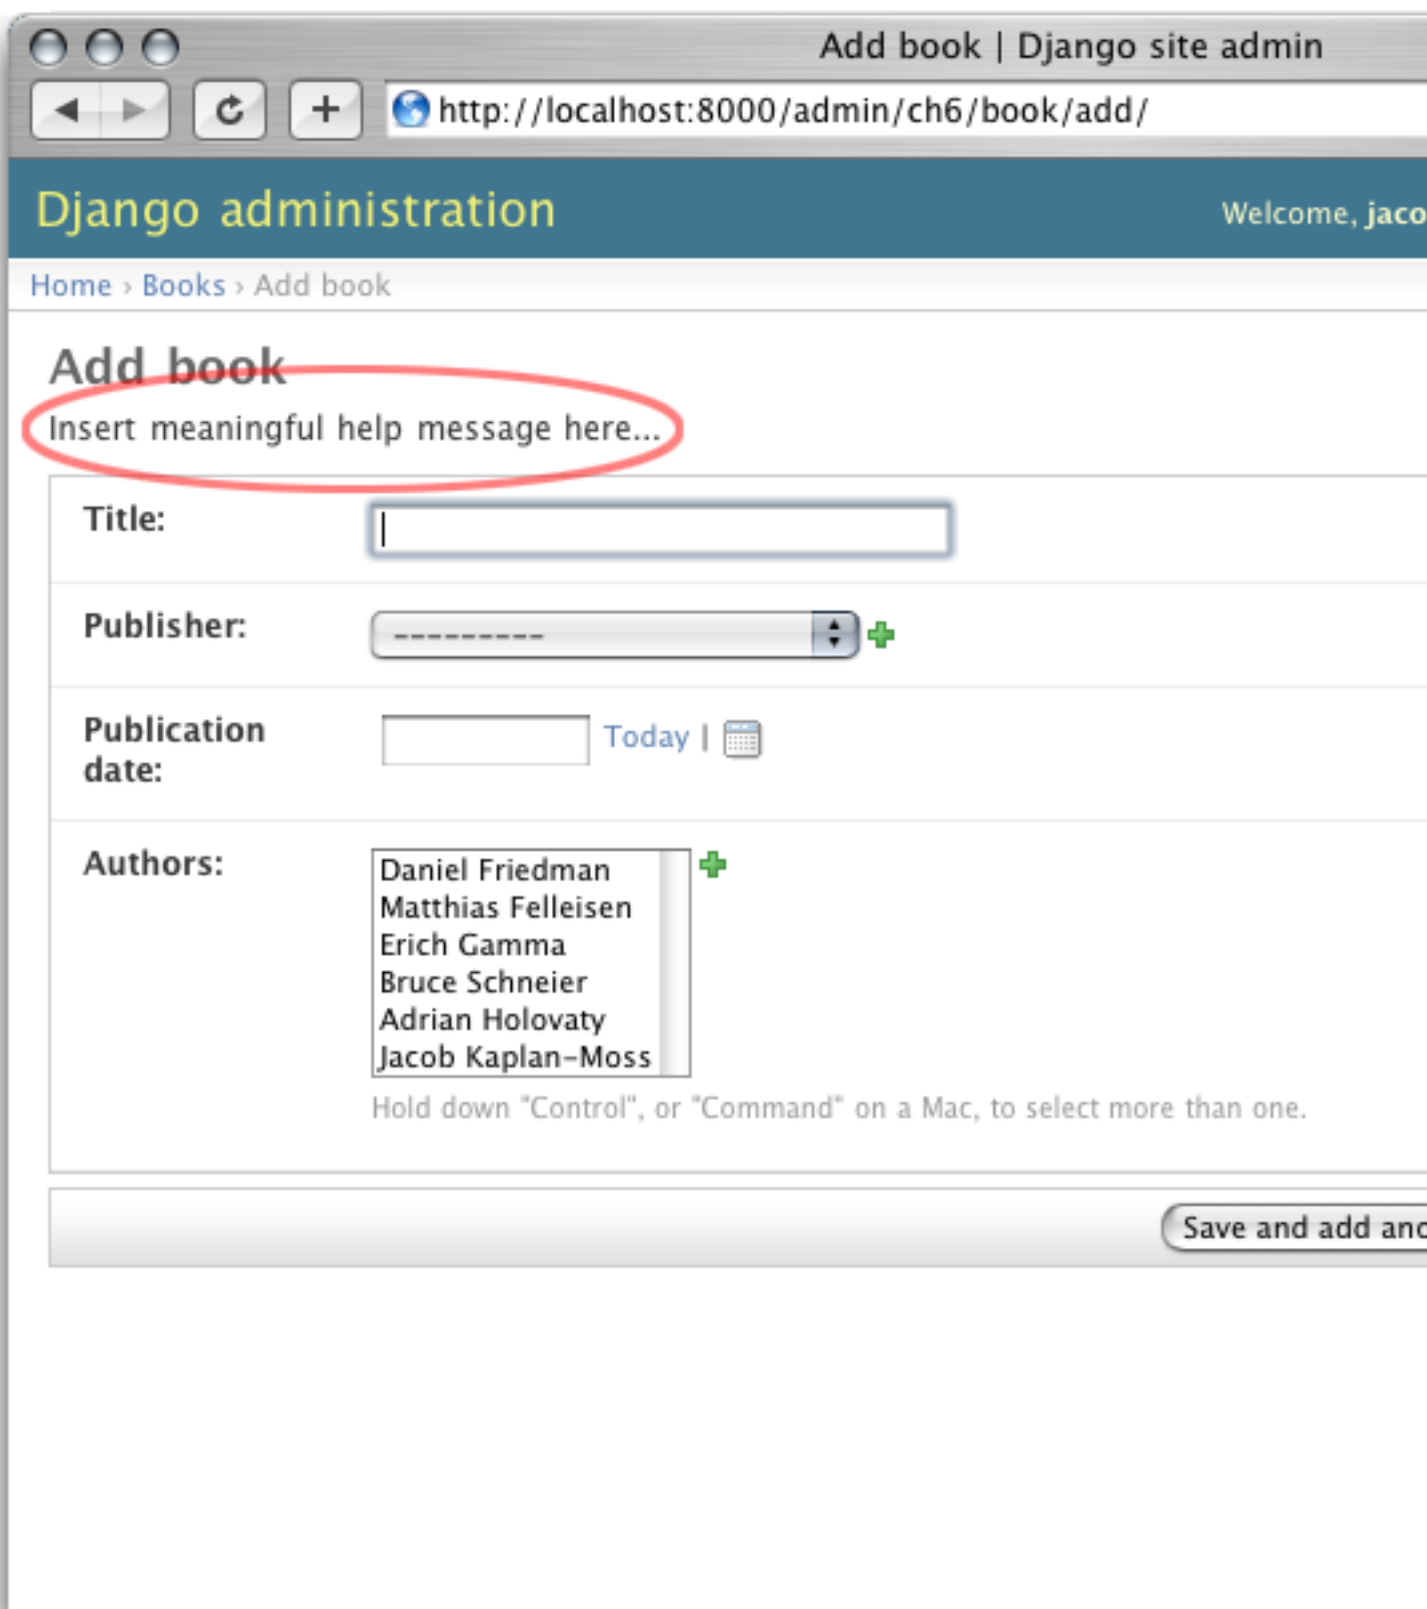 Add book | Django site admin
http://localhost:8000/admin/ch6/book/add/
Django administration
Welcome, jaco
Home › Books › Add book
Add book
Insert meaningful help message here...
Title:
Publisher:
---------
Publication
date:
Today |
Authors:
Daniel Friedman
Matthias Felleisen
Erich Gamma
Bruce Schneier
Adrian Holovaty
Jacob Kaplan-Moss
Hold down "Control", or "Command" on a Mac, to select more than one.
Save and add ano